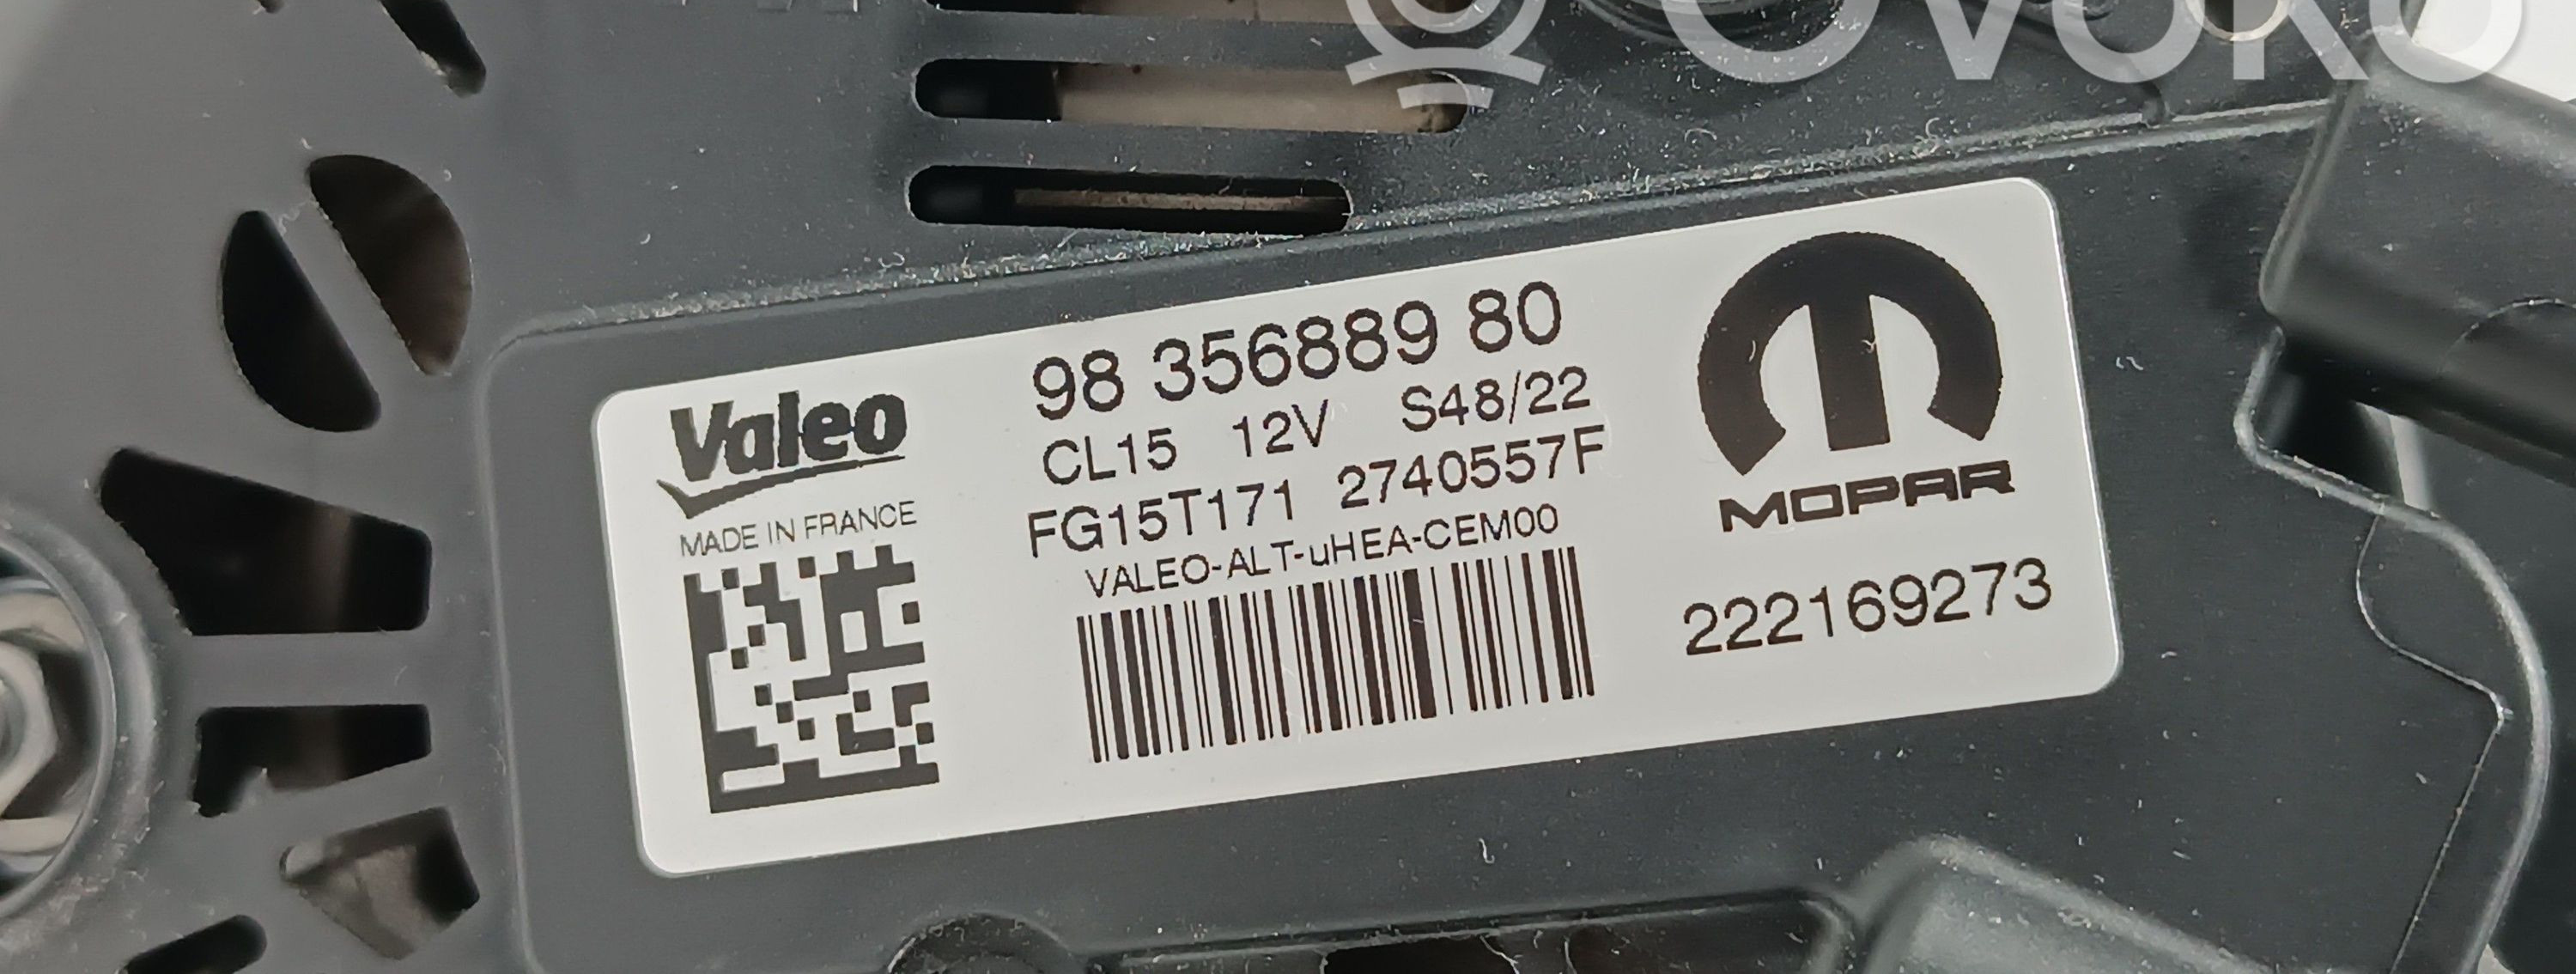 OVOKO
Valeo
MADE IN FRANCE
98 356889 80
CL15 12V S48/22
FG15T171 2740557F
VALEO-ALT-uHEA-CEM00
MOPAR
222169273